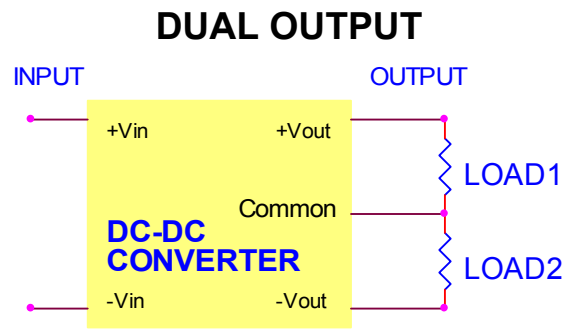 DUAL OUTPUT
INPUT
OUTPUT
+Vin
+Vout
LOAD1
Common
DC-DC
CONVERTER
LOAD2
-Vin
-Vout